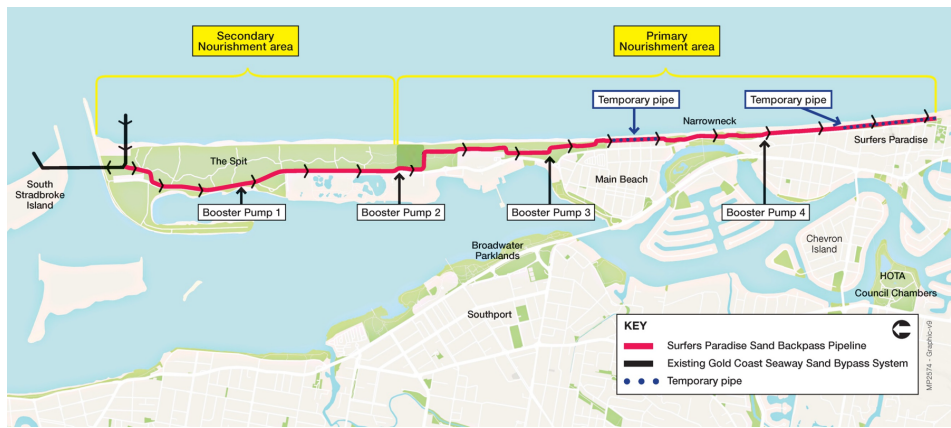 Secondary
Nourishment area
Primary
Nourishment area
Temporary pipe
Temporary pipe
Narrowneck
Surfers Paradise
The Spit
South
Stradbroke
Island
Main Beach
Booster Pump 1
Booster Pump 2
Booster Pump 3
Booster Pump 4
Broadwater
Parklands
Chevron
Island
HOTA
Council Chambers
Southport
KEY
Surfers Paradise Sand Backpass Pipeline
Existing Gold Coast Seaway Sand Bypass System
Temporary pipe
MP2574 - Graphic-v9